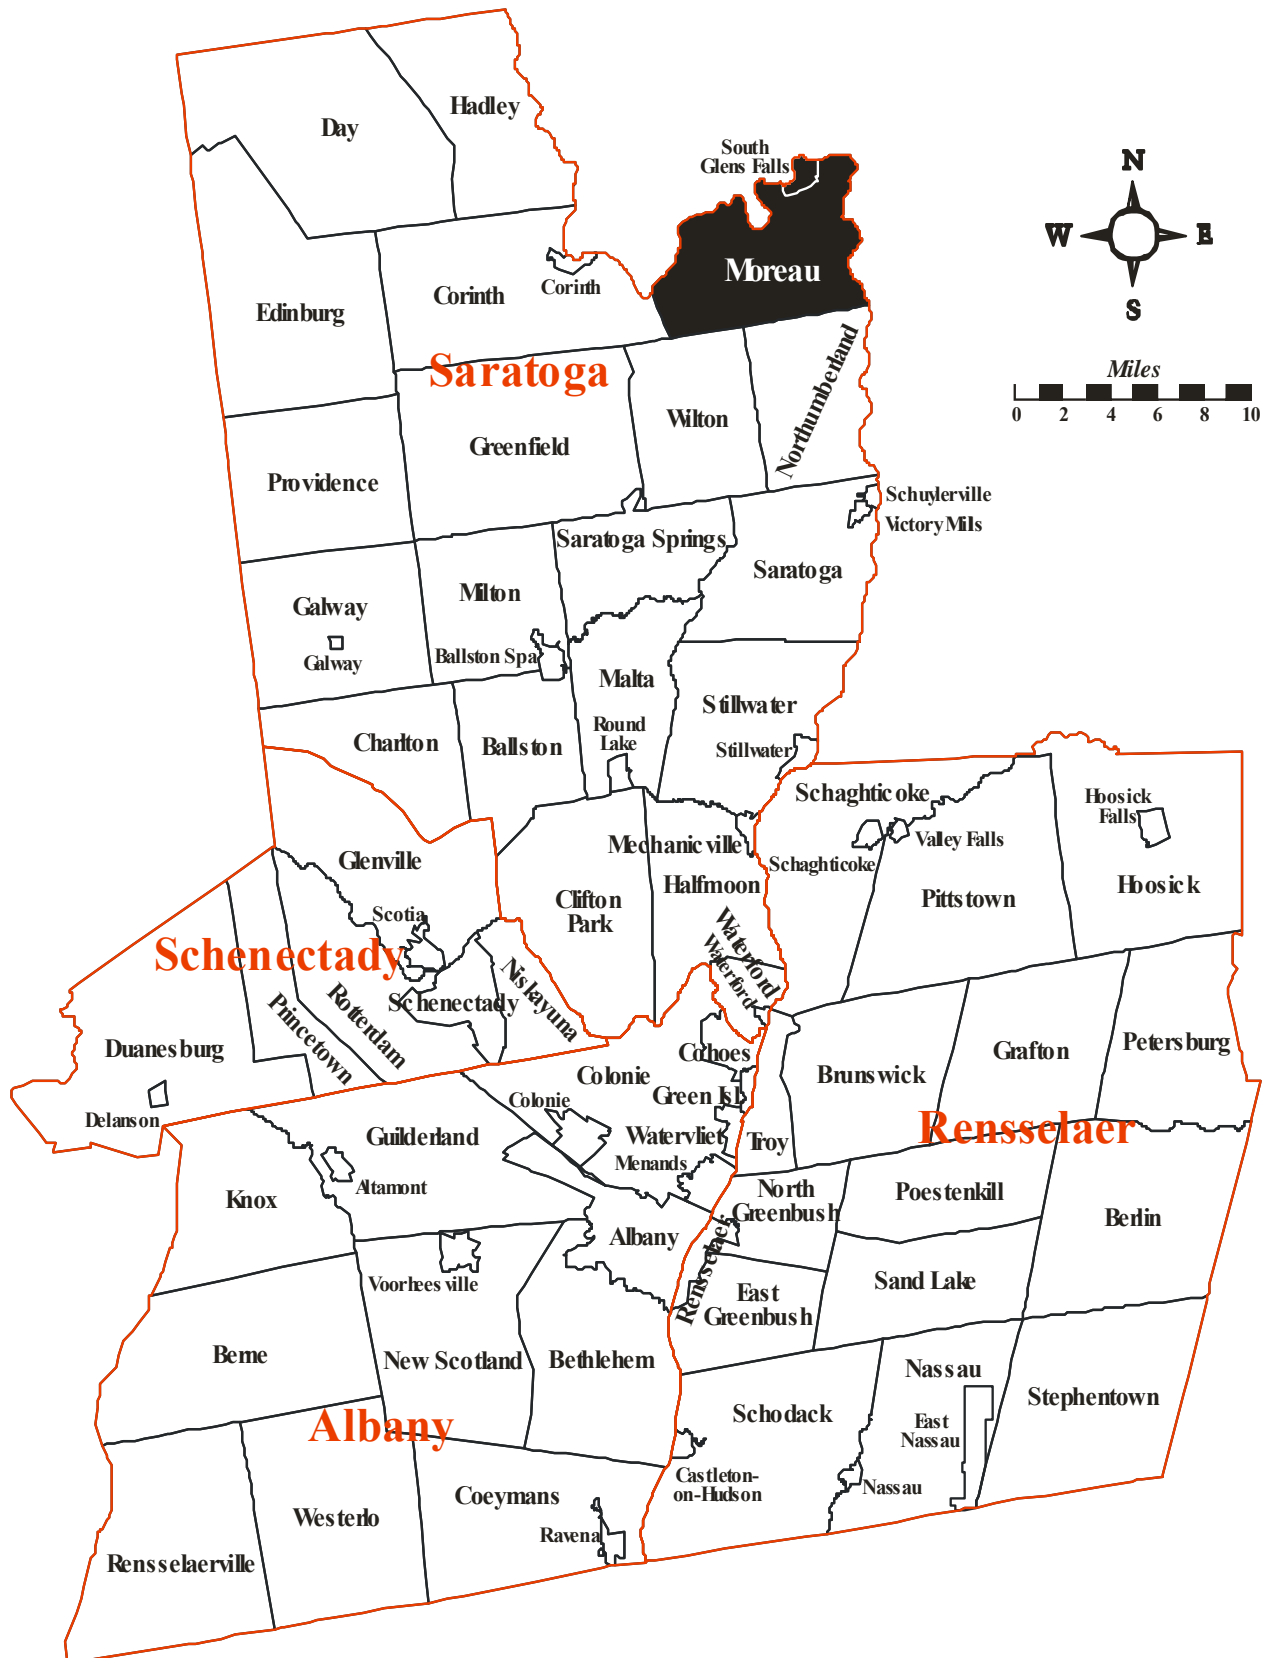 Hadley
Day
South
Glens Falls
N
W
E
S
Moreau
Corinth
Corinth
Edinburg
Saratoga
Northumberland
Miles
0 2 4 6 8 10
Wilton
Greenfield
Providence
Schuylerville
Victory Mills
Saratoga Springs
Saratoga
Milton
Galway
Galway
Ballston Spa
Malta
Stillwater
Round
Lake
Charlton
Ballston
Stillwater
Schaghticoke
Hoosick
Falls
Mechanicville
Valley Falls
Schaghticoke
Glenville
Halfmoon
Hoosick
Clifton
Park
Pittstown
Scotia
Waterford
Waterford
Schenectady
Niskayuna
Schenectady
Rotterdam
Princetown
Duanesburg
Cohoes
Grafton
Petersburg
Colonie
Brunswick
Green Isl.
Colonie
Delanson
Guilderland
Watervliet
Troy
Rensselaer
Menands
Altamont
Knox
North
Greenbush
Poestenkill
Berlin
Albany
Rensselaer
Voorheesville
Sand Lake
East
Greenbush
Berne
New Scotland
Bethlehem
Nassau
Stephentown
Albany
Schodack
East
Nassau
Castleton-
on-Hudson
Nassau
Coeymans
Westerlo
Ravena
Rensselaerville